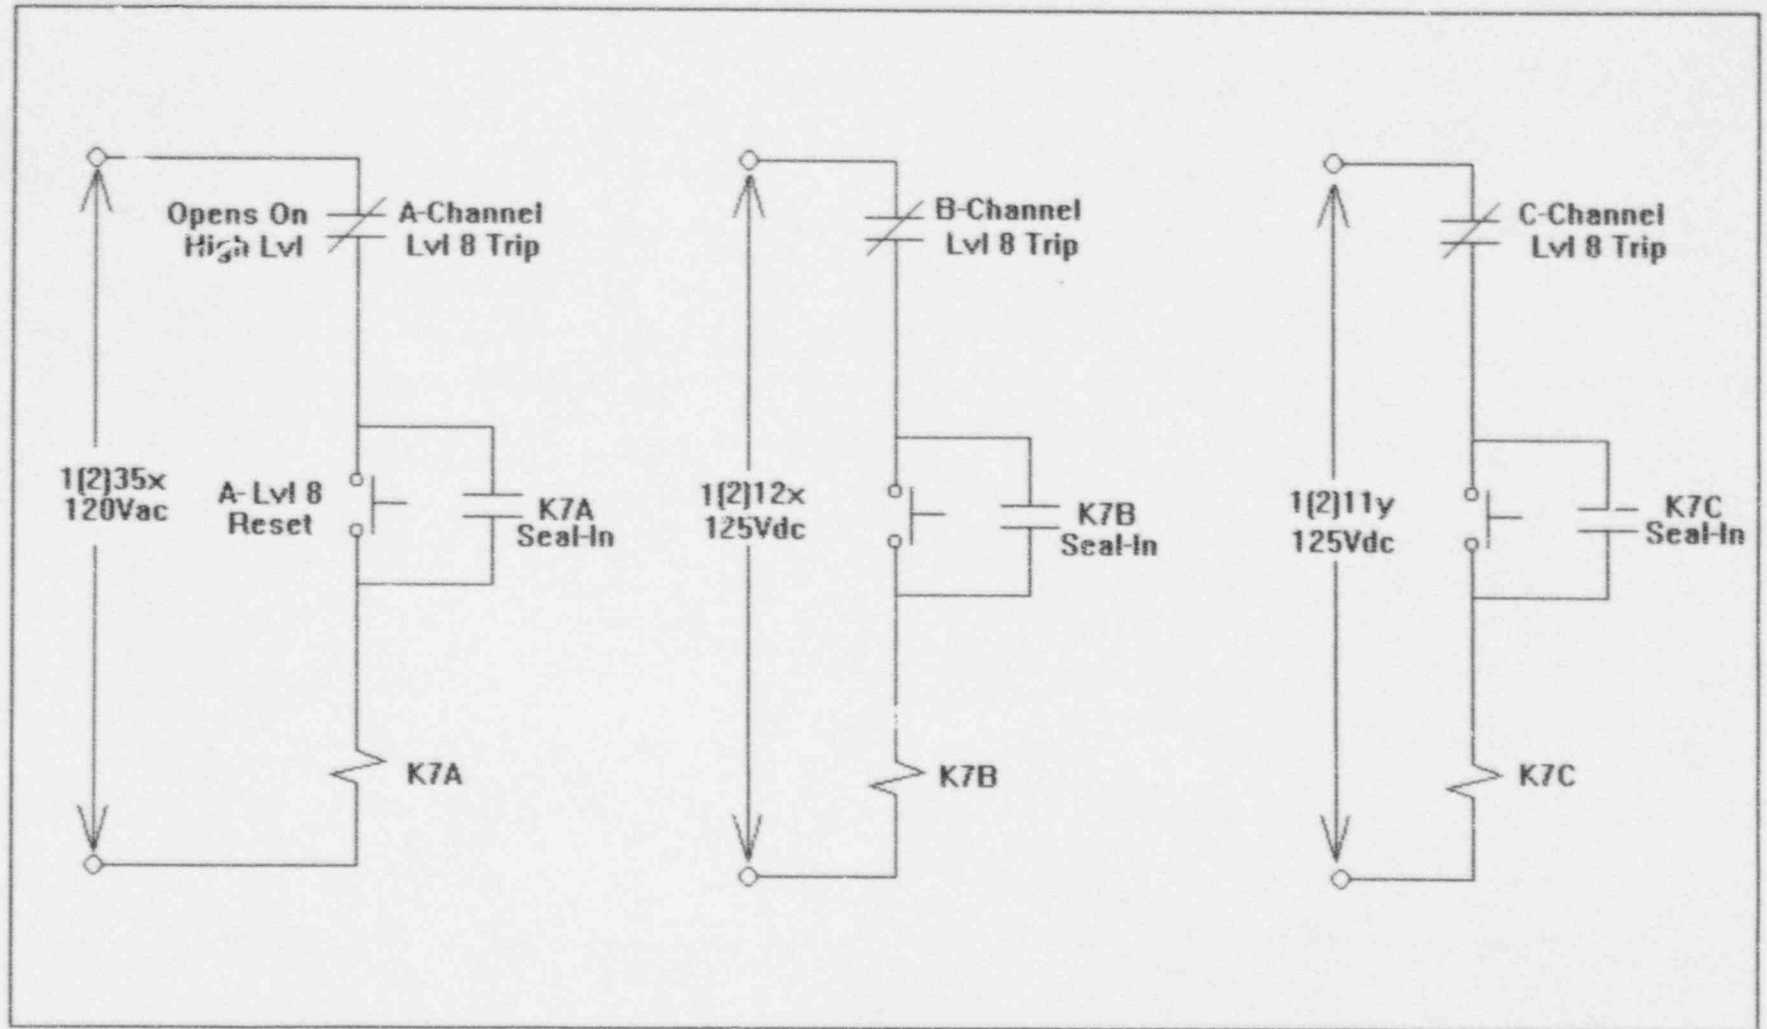 Opens On
High Lvl
A-Channel
Lvl 8 Trip
B-Channel
Lvl 8 Trip
C-Channel
Lvl 8 Trip
1(2)35x
120Vac
A-Lvl 8
Reset
K7A
Seal-In
1(2)12x
125Vdc
K7B
Seal-In
1(2)11y
125Vdc
K7C
Seal-In
K7A
K7B
K7C